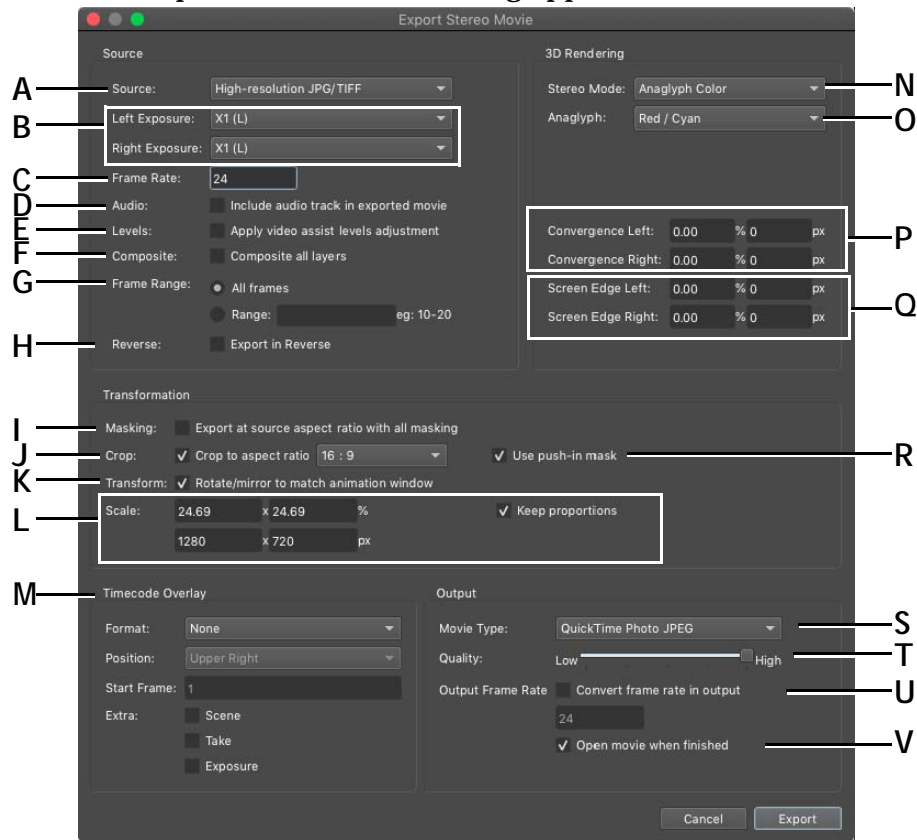 Export Stereo Movie
Source
3D Rendering
A Source: High-resolution JPG/TIFF
Stereo Mode: Anaglyph Color N
B Left Exposure: X1 (L)
Anaglyph: Red / Cyan O
Right Exposure: X1 (L)
C Frame Rate: 24
D Audio: Include audio track in exported movie
E Levels: Apply video assist levels adjustment
Convergence Left: 0.00 % 0 px P
F Composite: Composite all layers
Convergence Right: 0.00 % 0 px
G Frame Range: All frames
Screen Edge Left: 0.00 % 0 px Q
Range: eg: 10-20
Screen Edge Right: 0.00 % 0 px
H Reverse: Export in Reverse
Transformation
I Masking: Export at source aspect ratio with all masking
J Crop: Crop to aspect ratio 16 : 9 Use push-in mask R
K Transform: Rotate/mirror to match animation window
L Scale: 24.69 x 24.69 % Keep proportions
1280 x 720 px
M Timecode Overlay
Output
Format: None
Movie Type: QuickTime Photo JPEG S
Position: Upper Right
Quality: Low High T
Start Frame: 1
Output Frame Rate Convert frame rate in output U
Extra: Scene
24
Take
Open movie when finished V
Exposure
Cancel Export